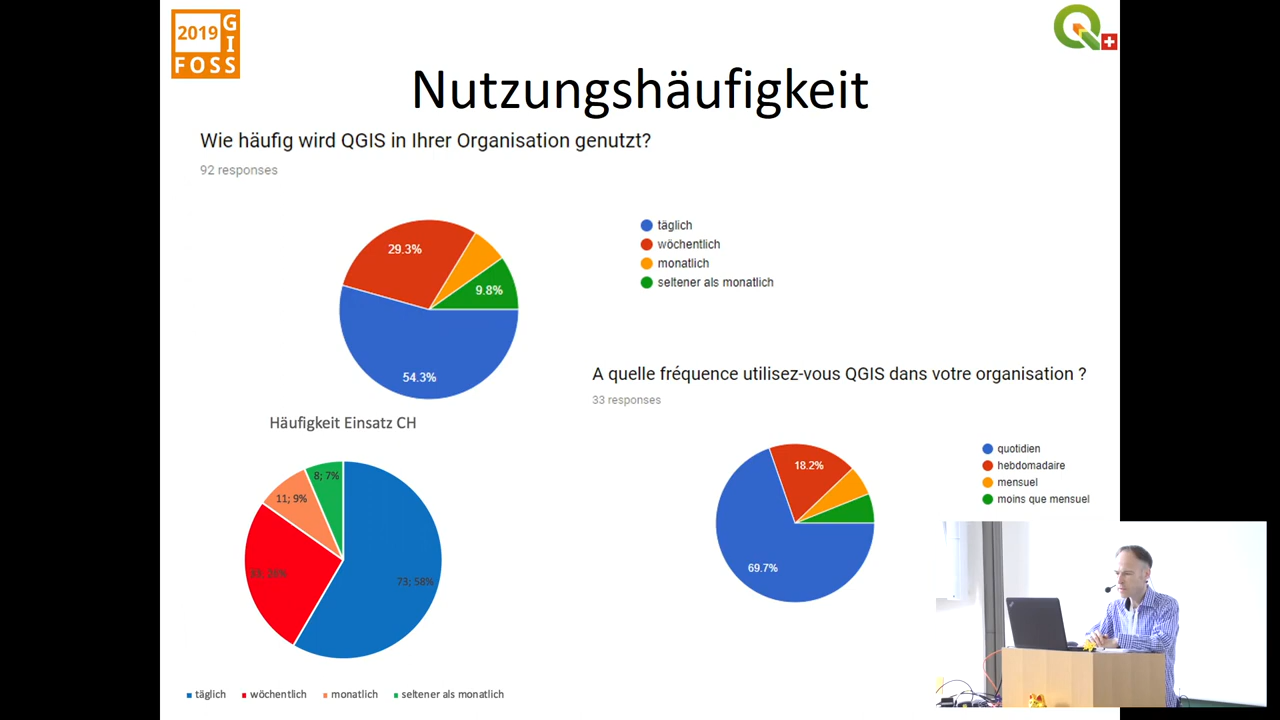 2019 G
I
FOSS
Nutzungshäufigkeit
Wie häufig wird QGIS in Ihrer Organisation genutzt?
92 responses
29.3%
9.8%
54.3%
täglich
wöchentlich
monatlich
seltener als monatlich
A quelle fréquence utilisez-vous QGIS dans votre organisation ?
33 responses
18.2%
69.7%
quotidien
hebdomadaire
mensuel
moins que mensuel
Häufigkeit Einsatz CH
8; 7%
11; 9%
73; 58%
täglich wöchentlich monatlich seltener als monatlich